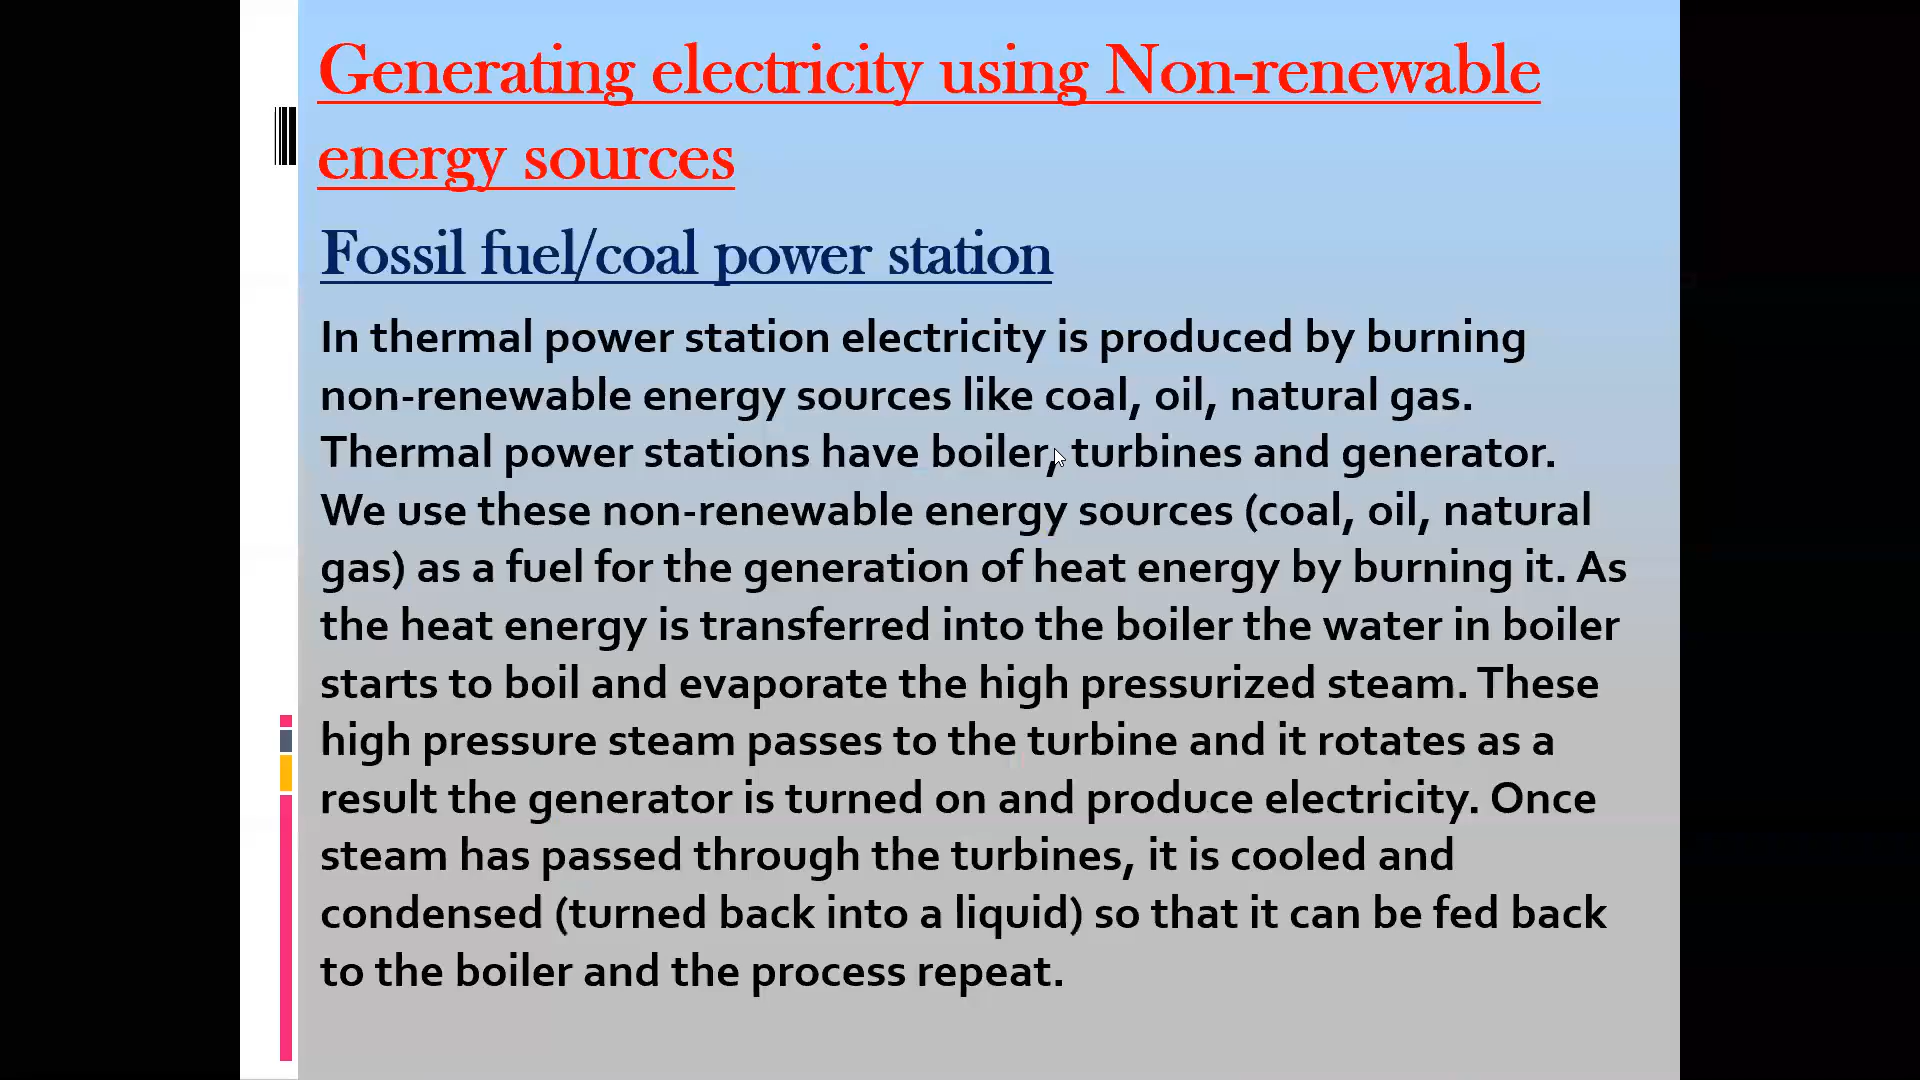 Generating electricity using Non-renewable
energy sources
Fossil fuel/coal power station
In thermal power station electricity is produced by burning
non-renewable energy sources like coal, oil, natural gas.
Thermal power stations have boiler, turbines and generator.
We use these non-renewable energy sources (coal, oil, natural
gas) as a fuel for the generation of heat energy by burning it. As
the heat energy is transferred into the boiler the water in boiler
starts to boil and evaporate the high pressurized steam. These
high pressure steam passes to the turbine and it rotates as a
result the generator is turned on and produce electricity. Once
steam has passed through the turbines, it is cooled and
condensed (turned back into a liquid) so that it can be fed back
to the boiler and the process repeat.